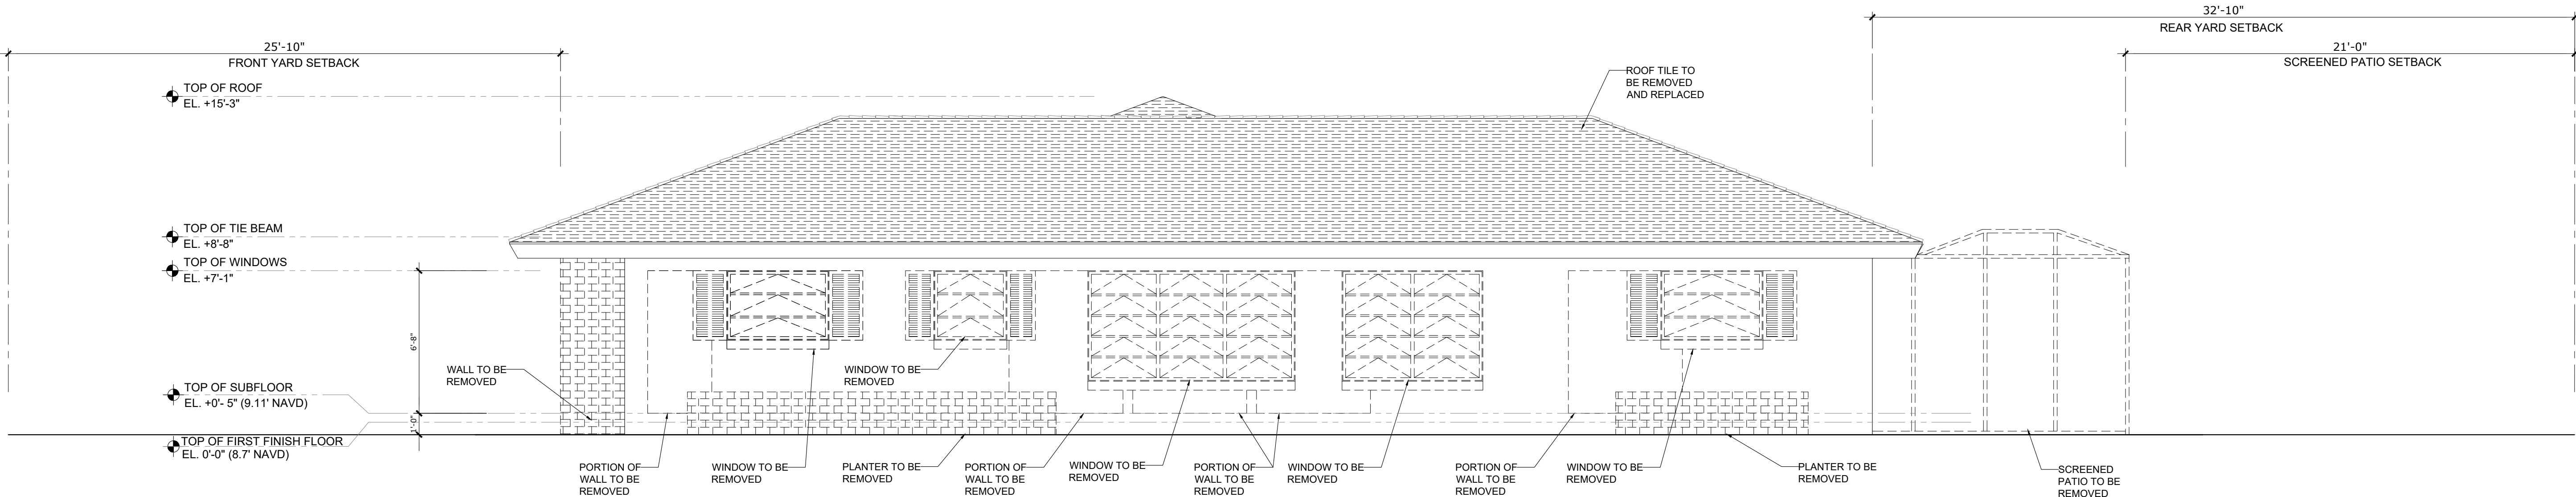 32'-10"
REAR YARD SETBACK
25'-10"
FRONT YARD SETBACK
21'-0"
SCREENED PATIO SETBACK
TOP OF ROOF
EL. +15'-3"
ROOF TILE TO
BE REMOVED
AND REPLACED
TOP OF TIE BEAM
EL. +8'-8"
TOP OF WINDOWS
EL. +7'-1"
6'-8"
WALL TO BE
REMOVED
WINDOW TO BE
REMOVED
TOP OF SUBFLOOR
EL. +0'- 5" (9.11' NAVD)
1'-0"
TOP OF FIRST FINISH FLOOR
EL. 0'-0" (8.7' NAVD)
PORTION OF
WALL TO BE
REMOVED
WINDOW TO BE
REMOVED
PLANTER TO BE
REMOVED
PORTION OF
WALL TO BE
REMOVED
WINDOW TO BE
REMOVED
PORTION OF
WALL TO BE
REMOVED
WINDOW TO BE
REMOVED
PORTION OF
WALL TO BE
REMOVED
WINDOW TO BE
REMOVED
PLANTER TO BE
REMOVED
SCREENED
PATIO TO BE
REMOVED